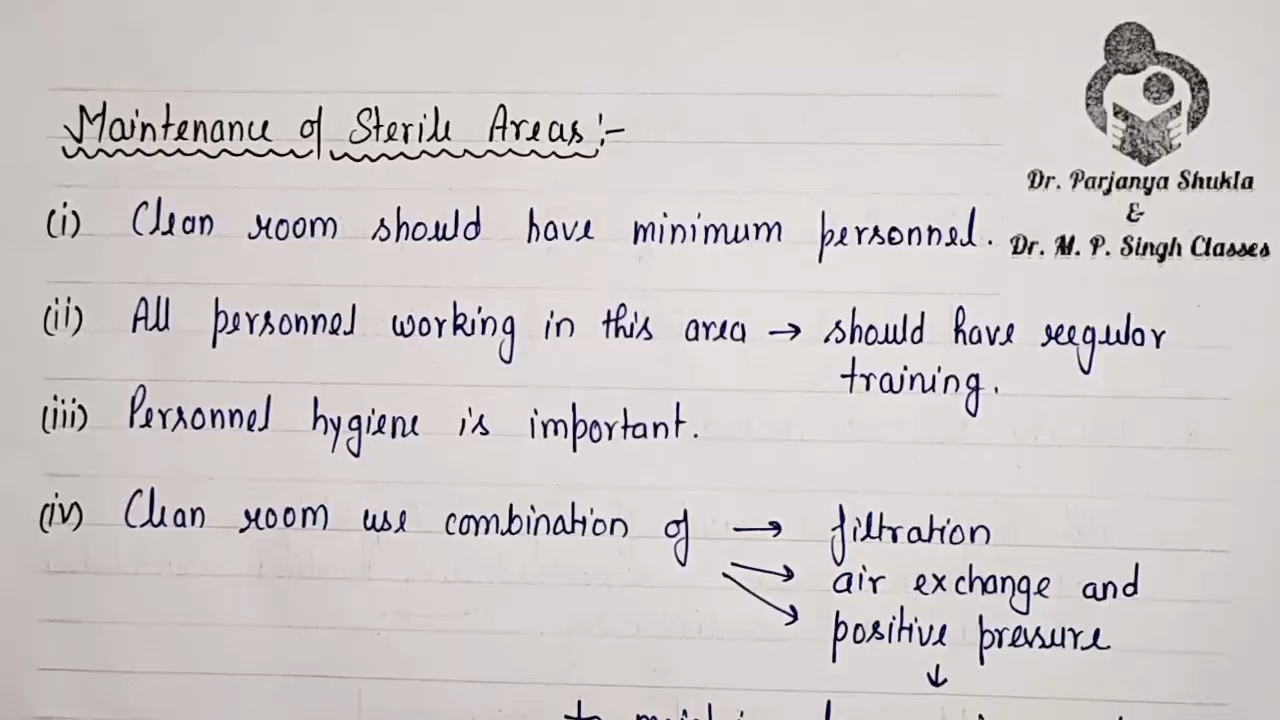 Maintenance of Sterile Areas:-
Dr. Parjanya Shukla
&
Dr. M. P. Singh Classes
(i) Clean room should have minimum personnel.
(ii) All personnel working in this area → should have regular
training.
(iii) Personnel hygiene is important.
(iv) Clean room use combination of → filtration
→ air exchange and
→ positive pressure
↓